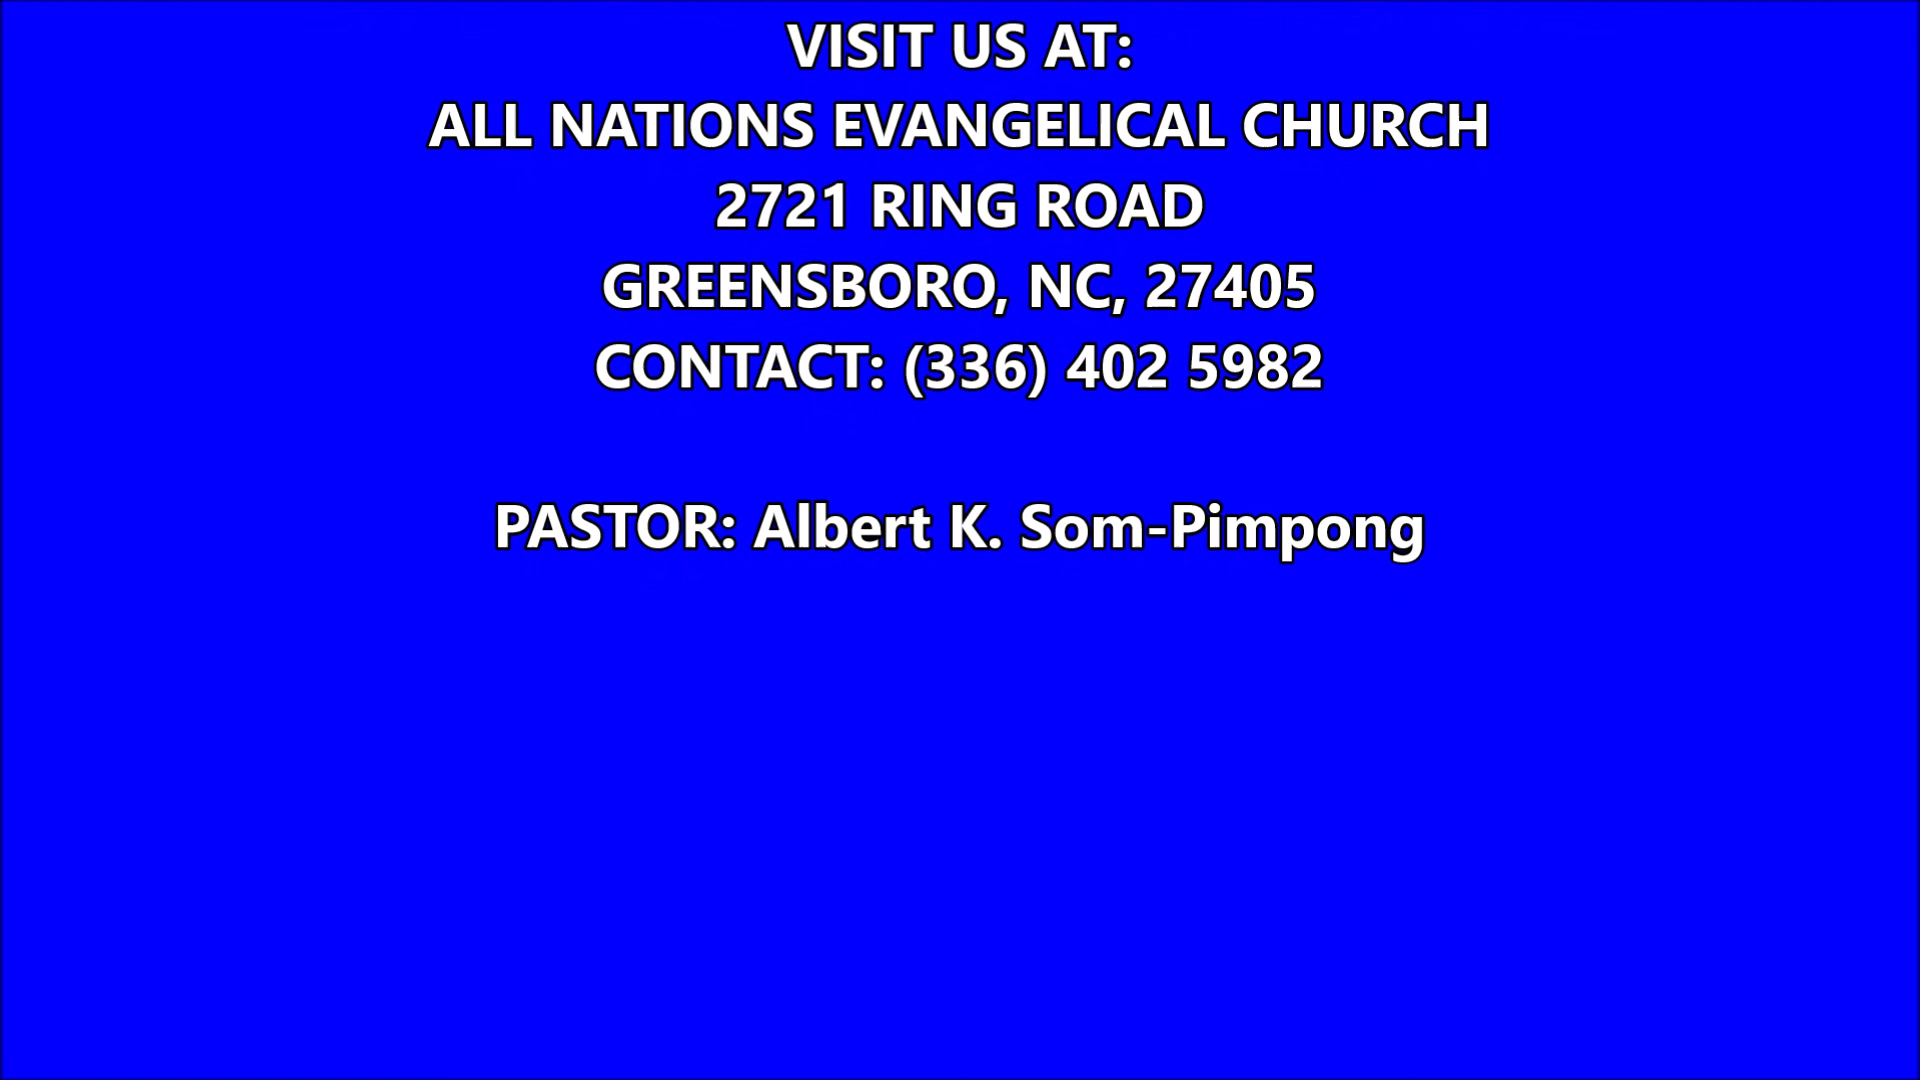 VISIT US AT:
ALL NATIONS EVANGELICAL CHURCH
2721 RING ROAD
GREENSBORO, NC, 27405
CONTACT: (336) 402 5982
PASTOR: Albert K. Som-Pimpong